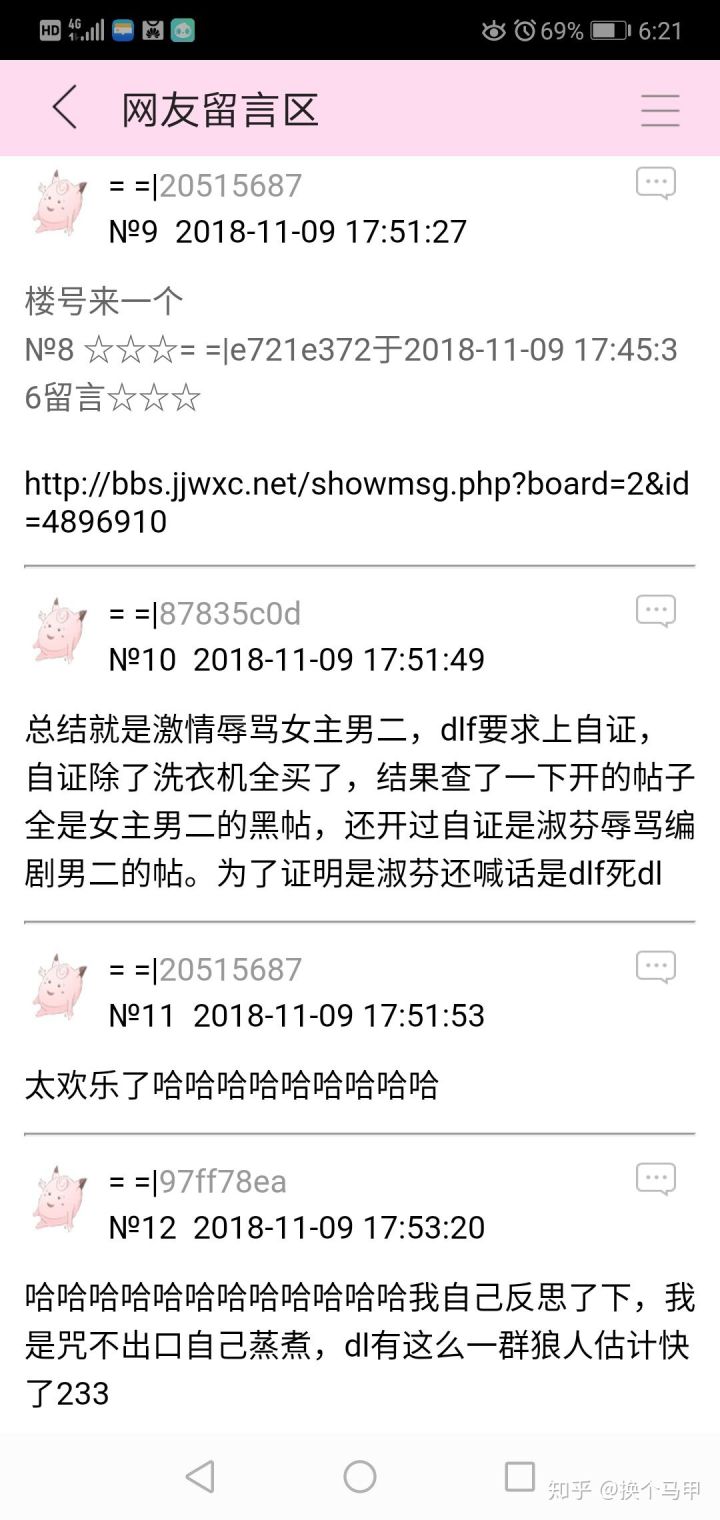 HD 4G 69% 6:21
网友留言区
= =|20515687
№9 2018-11-09 17:51:27
楼号来一个
№8 ☆☆☆= =|e721e372于2018-11-09 17:45:3
6留言☆☆☆
http://bbs.jjwxc.net/showmsg.php?board=2&id
=4896910
= =|87835c0d
№10 2018-11-09 17:51:49
总结就是激情辱骂女主男二，dlf要求上自证，
自证除了洗衣机全买了，结果查了一下开的帖子
全是女主男二的黑帖，还开过自证是淑芬辱骂编
剧男二的帖。为了证明是淑芬还喊话是dlf死dl
= =|20515687
№11 2018-11-09 17:51:53
太欢乐了哈哈哈哈哈哈哈哈哈
= =|97ff78ea
№12 2018-11-09 17:53:20
哈哈哈哈哈哈哈哈哈哈哈哈我自己反思了下，我
是咒不出口自己蒸煮，dl有这么一群狼人估计快
了233
知乎 @换个马甲